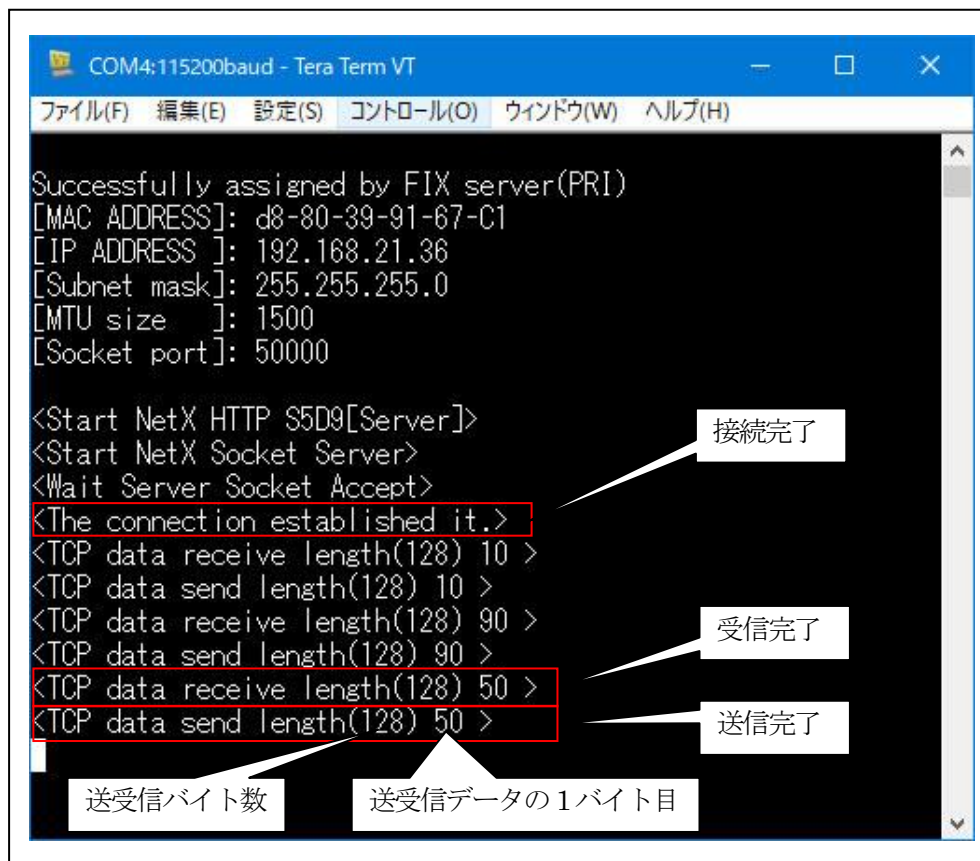 COM4:115200baud - Tera Term VT
ファイル(F) 編集(E) 設定(S) コントロール(O) ウィンドウ(W) ヘルプ(H)
Successfully assigned by FIX server(PRI)
[MAC ADDRESS]: d8-80-39-91-67-C1
[IP ADDRESS ]: 192.168.21.36
[Subnet mask]: 255.255.255.0
[MTU size   ]: 1500
[Socket port]: 50000
<Start NetX HTTP S5D9[Server]>
接続完了
<Start NetX Socket Server>
<Wait Server Socket Accept>
<The connection established it.>
<TCP data receive length(128) 10 >
<TCP data send length(128) 10 >
<TCP data receive length(128) 90 >
受信完了
<TCP data send length(128) 90 >
<TCP data receive length(128) 50 >
<TCP data send length(128) 50 >
送信完了
送受信バイト数
送受信データの1バイト目